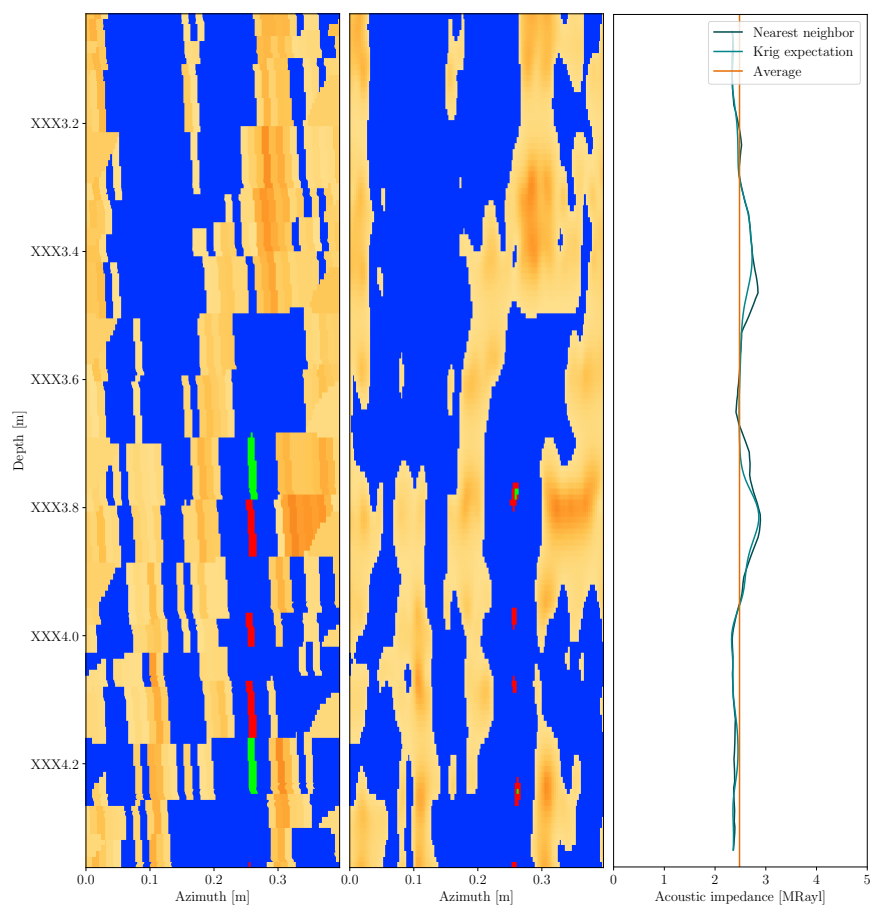 Nearest neighbor
Krig expectation
Average
Depth [m]
XXX3.2
XXX3.4
XXX3.6
XXX3.8
XXX4.0
XXX4.2
0.0 0.1 0.2 0.3
0.0 0.1 0.2 0.3
0 1 2 3 4 5
Azimuth [m]
Azimuth [m]
Acoustic impedance [MRayl]